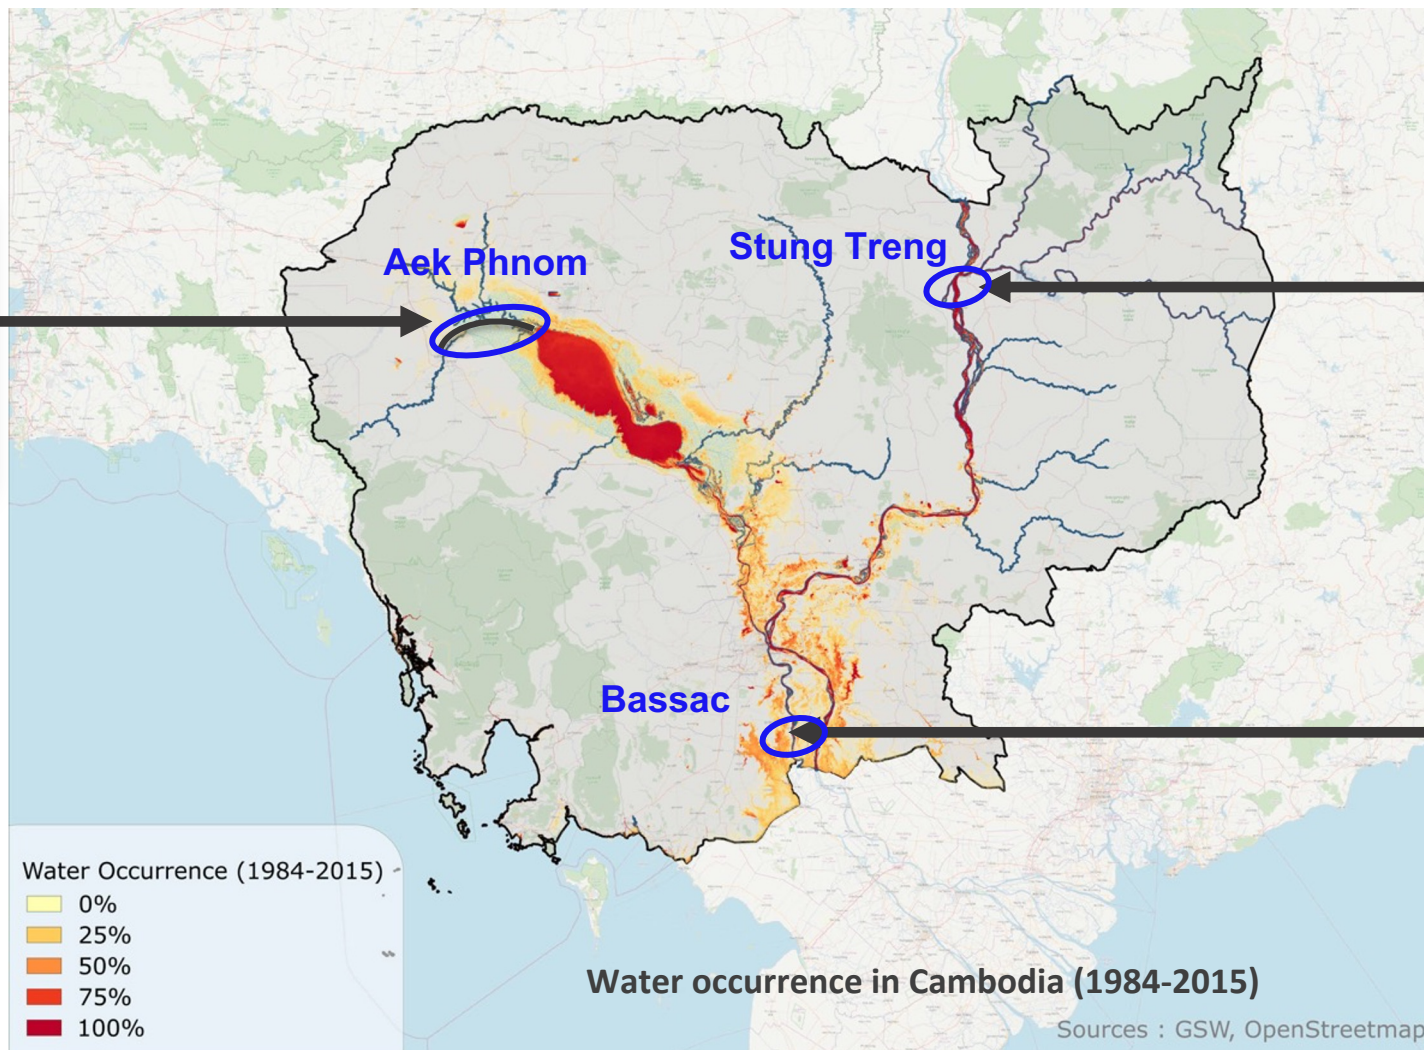 Stung Treng
Aek Phnom
Bassac
Water Occurrence (1984-2015)
0%
25%
50%
75%
100%
Water occurrence in Cambodia (1984-2015)
Sources : GSW, OpenStreetmap